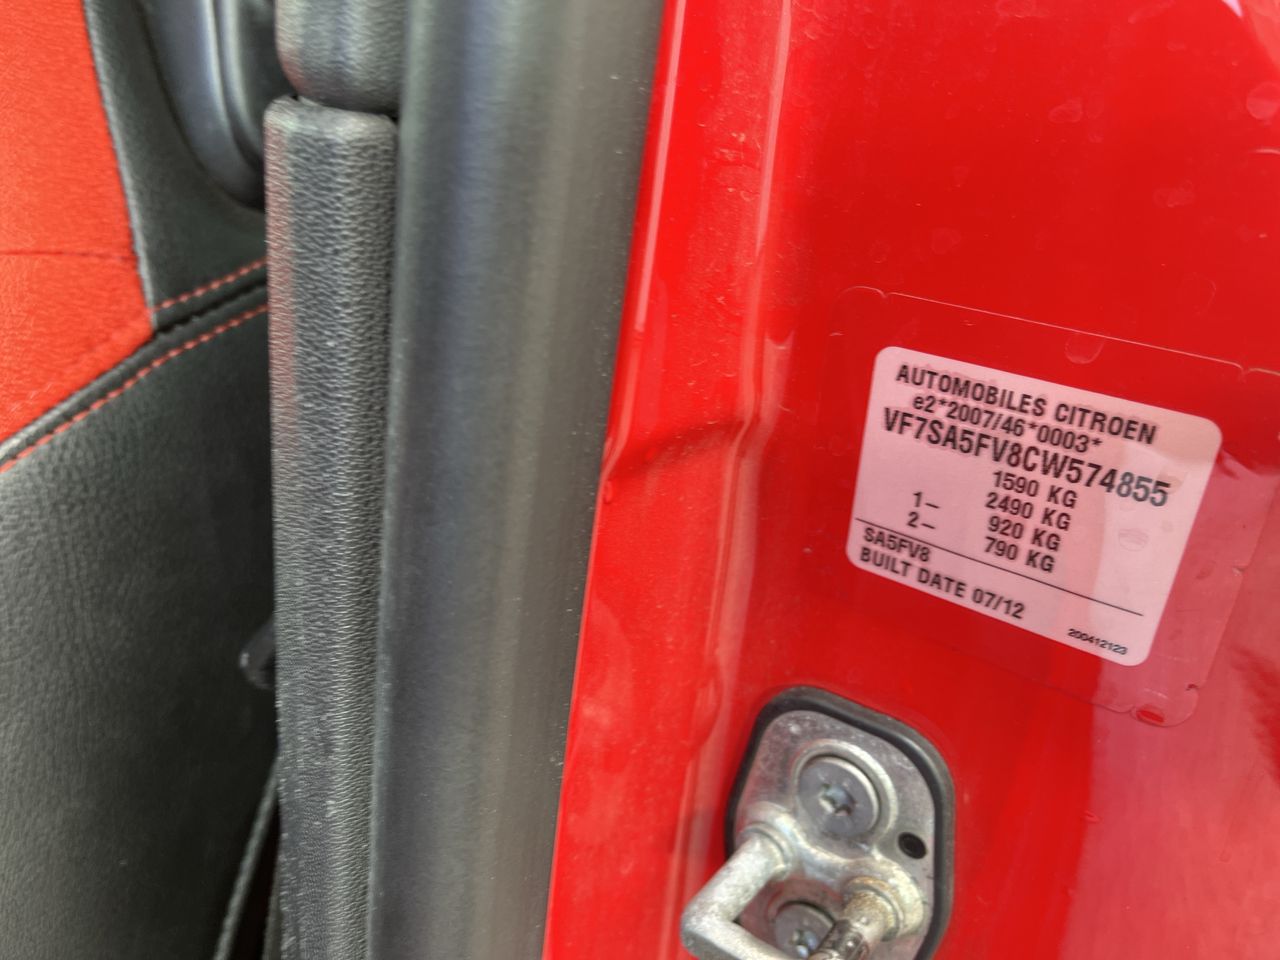 AUTOMOBILES CITROEN
e2*2007/46*0003*
VF7SA5FV8CW574855
1590 KG
1– 2490 KG
2– 920 KG
790 KG
SA5FV8
BUILT DATE 07/12
200412123